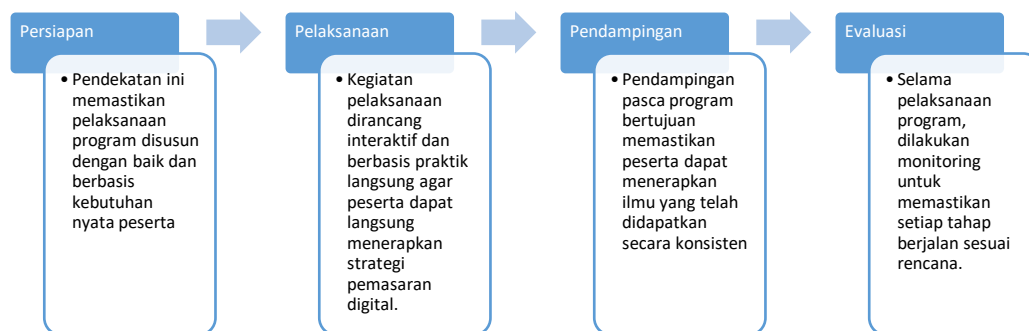 Persiapan
• Pendekatan ini
memastikan
pelaksanaan
program disusun
dengan baik dan
berbasis
kebutuhan
nyata peserta
Pelaksanaan
• Kegiatan
pelaksanaan
dirancang
interaktif dan
berbasis praktik
langsung agar
peserta dapat
langsung
menerapkan
strategi
pemasaran
digital.
Pendampingan
• Pendampingan
pasca program
bertujuan
memastikan
peserta dapat
menerapkan
ilmu yang telah
didapatkan
secara konsisten
Evaluasi
• Selama
pelaksanaan
program,
dilakukan
monitoring
untuk
memastikan
setiap tahap
berjalan sesuai
rencana.